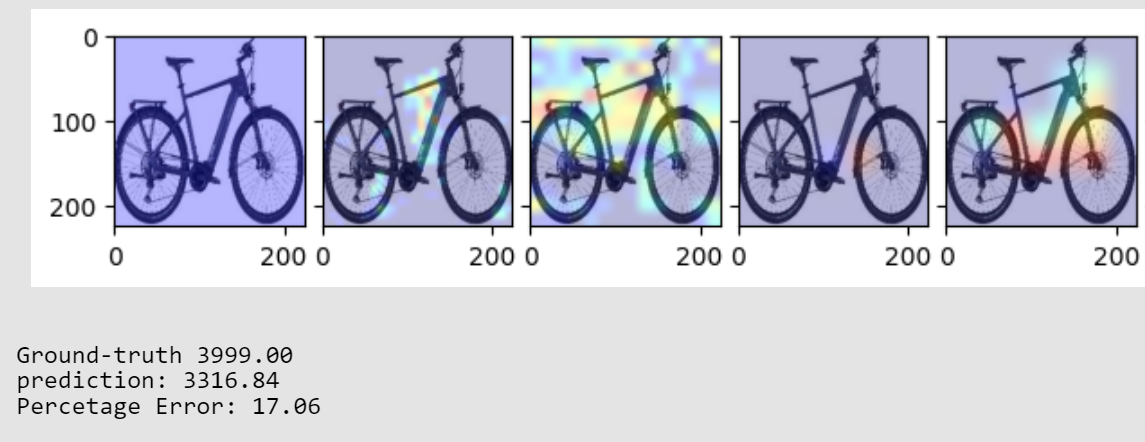 0
100
200
0 200 0 200 0 200 0 200 0 200
Ground-truth 3999.00
prediction: 3316.84
Percetage Error: 17.06